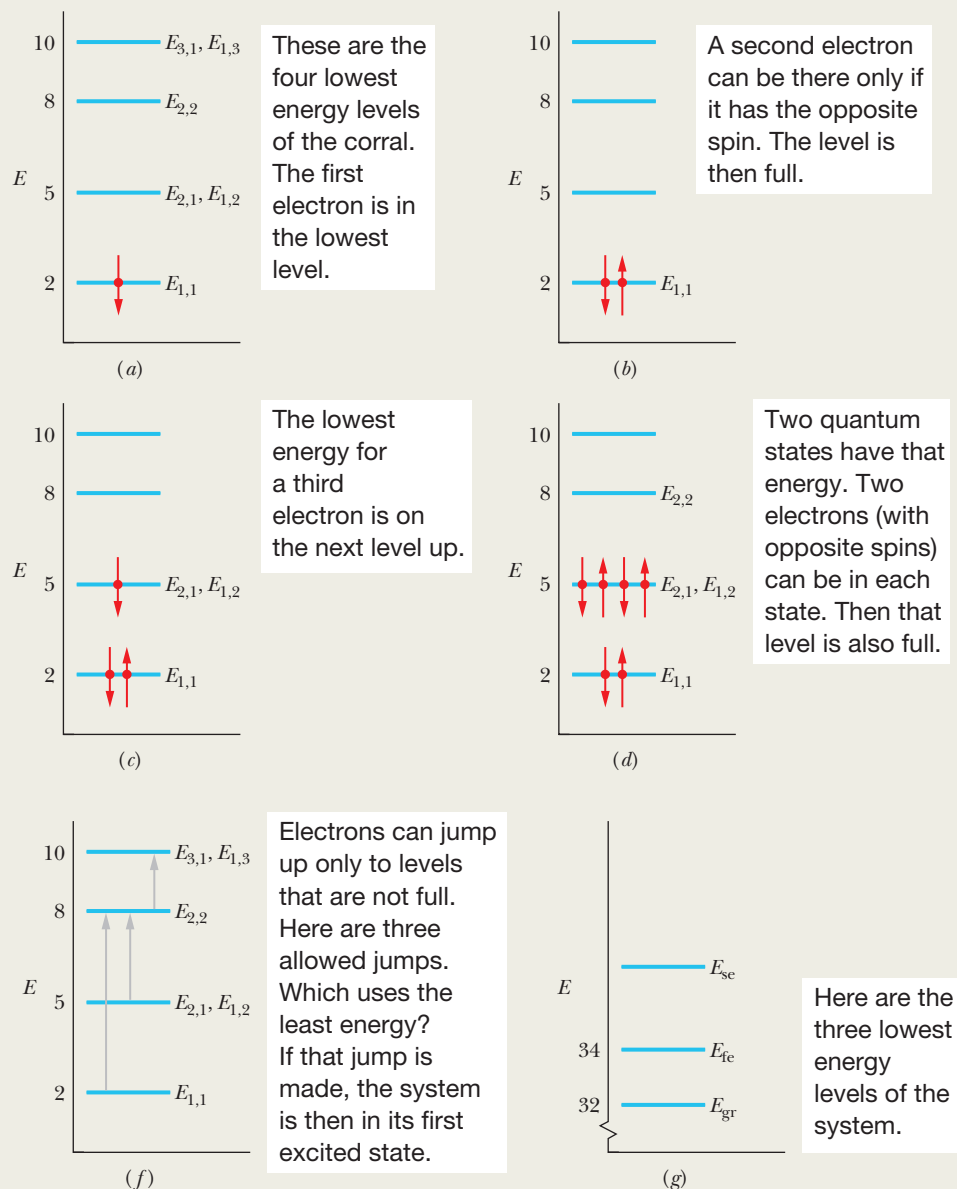 10
E3,1, E1,3
8
E2,2
E
5
E2,1, E1,2
2
E1,1
(a)
These are the
four lowest
energy levels
of the corral.
The first
electron is in
the lowest
level.
10
8
E
5
2
E1,1
(b)
A second electron
can be there only if
it has the opposite
spin. The level is
then full.
10
8
E
5
E2,1, E1,2
2
E1,1
(c)
The lowest
energy for
a third
electron is on
the next level up.
10
8
E2,2
E
5
E2,1, E1,2
2
E1,1
(d)
Two quantum
states have that
energy. Two
electrons (with
opposite spins)
can be in each
state. Then that
level is also full.
10
E3,1, E1,3
8
E2,2
E
5
E2,1, E1,2
2
E1,1
(f)
Electrons can jump
up only to levels
that are not full.
Here are three
allowed jumps.
Which uses the
least energy?
If that jump is
made, the system
is then in its first
excited state.
E
Ese
34
Efe
32
Egr
(g)
Here are the
three lowest
energy
levels of the
system.